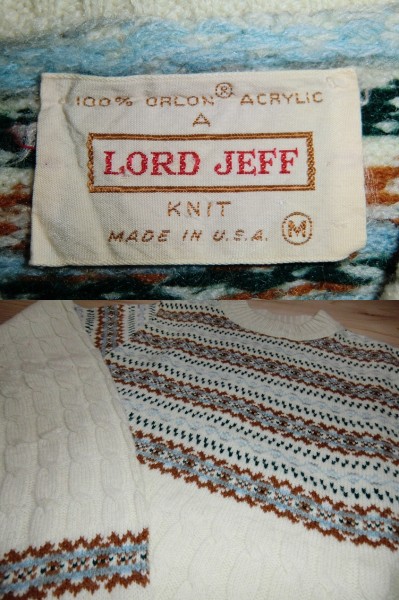 100% ORLON® ACRYLIC
A
LORD JEFF
KNIT
MADE IN U.S.A. M